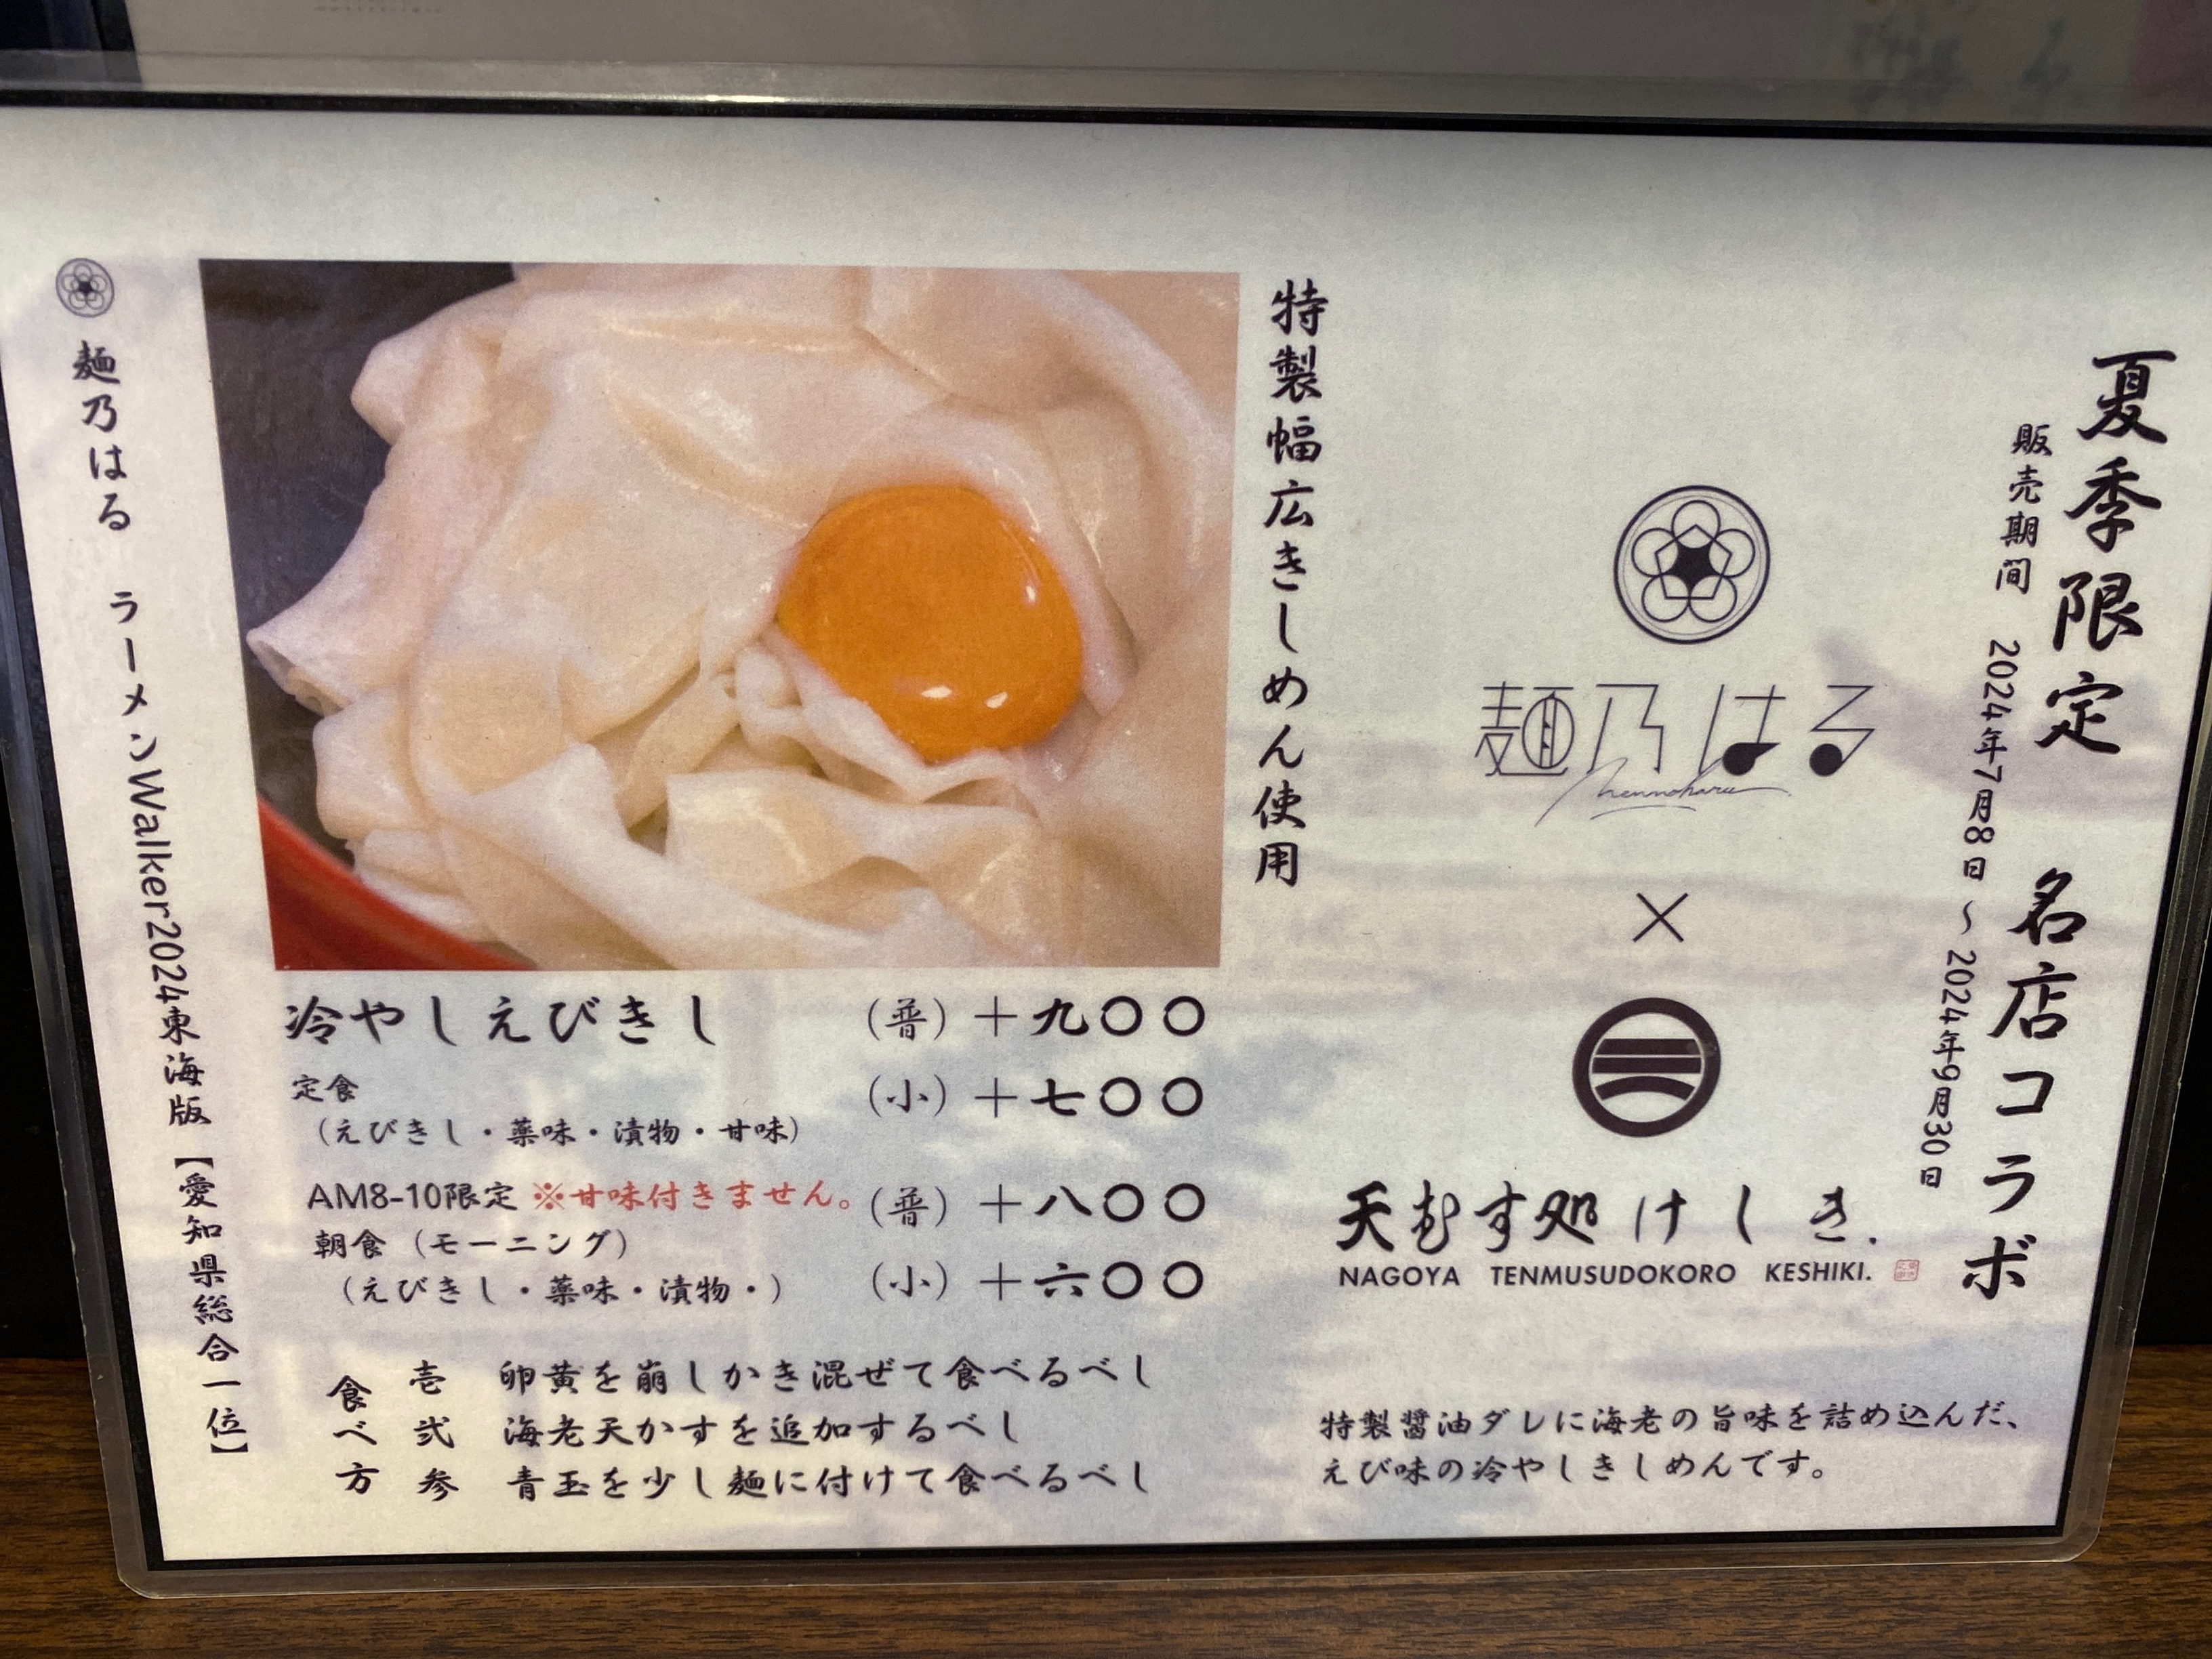 夏季限定 名店コラボ
販売期間 2024年7月8日～2024年9月30日
麺乃はる
mennoharu
×
天むす処けしき.
NAGOYA TENMUSUDOKORO KESHIKI.
特製醤油ダレに海老の旨味を詰め込んだ、
えび味の冷やしきしめんです。
特製幅広きしめん使用
冷やしえびきし (普) ＋九〇〇
定食 (小) ＋七〇〇
(えびきし・薬味・漬物・甘味)
AM8-10限定 ※甘味付きません。 (普) ＋八〇〇
朝食 (モーニング)
(えびきし・薬味・漬物・) (小) ＋六〇〇
食べ方
壱 卵黄を崩しかき混ぜて食べるべし
弐 海老天かすを追加するべし
参 青玉を少し麺に付けて食べるべし
麺乃はる ラーメンWalker2024東海版【愛知県総合一位】